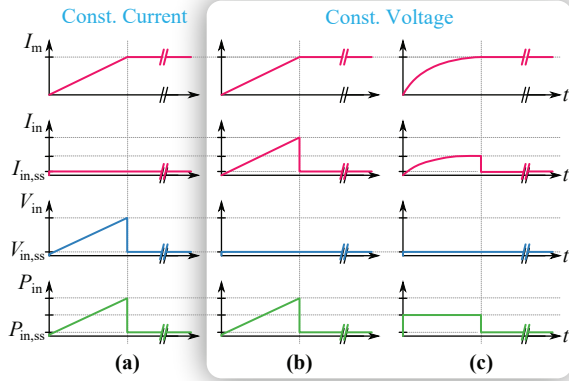 Const. Current Const. Voltage
I_m
t
I_in
I_in,ss
t
V_in
V_in,ss
t
P_in
P_in,ss
t
(a) (b) (c)